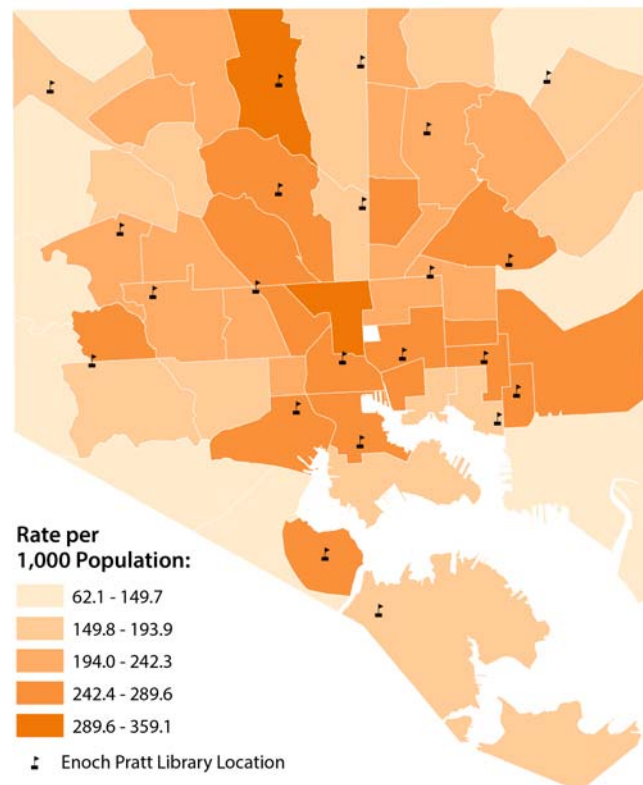 Rate per
1,000 Population:
62.1 - 149.7
149.8 - 193.9
194.0 - 242.3
242.4 - 289.6
289.6 - 359.1
Enoch Pratt Library Location